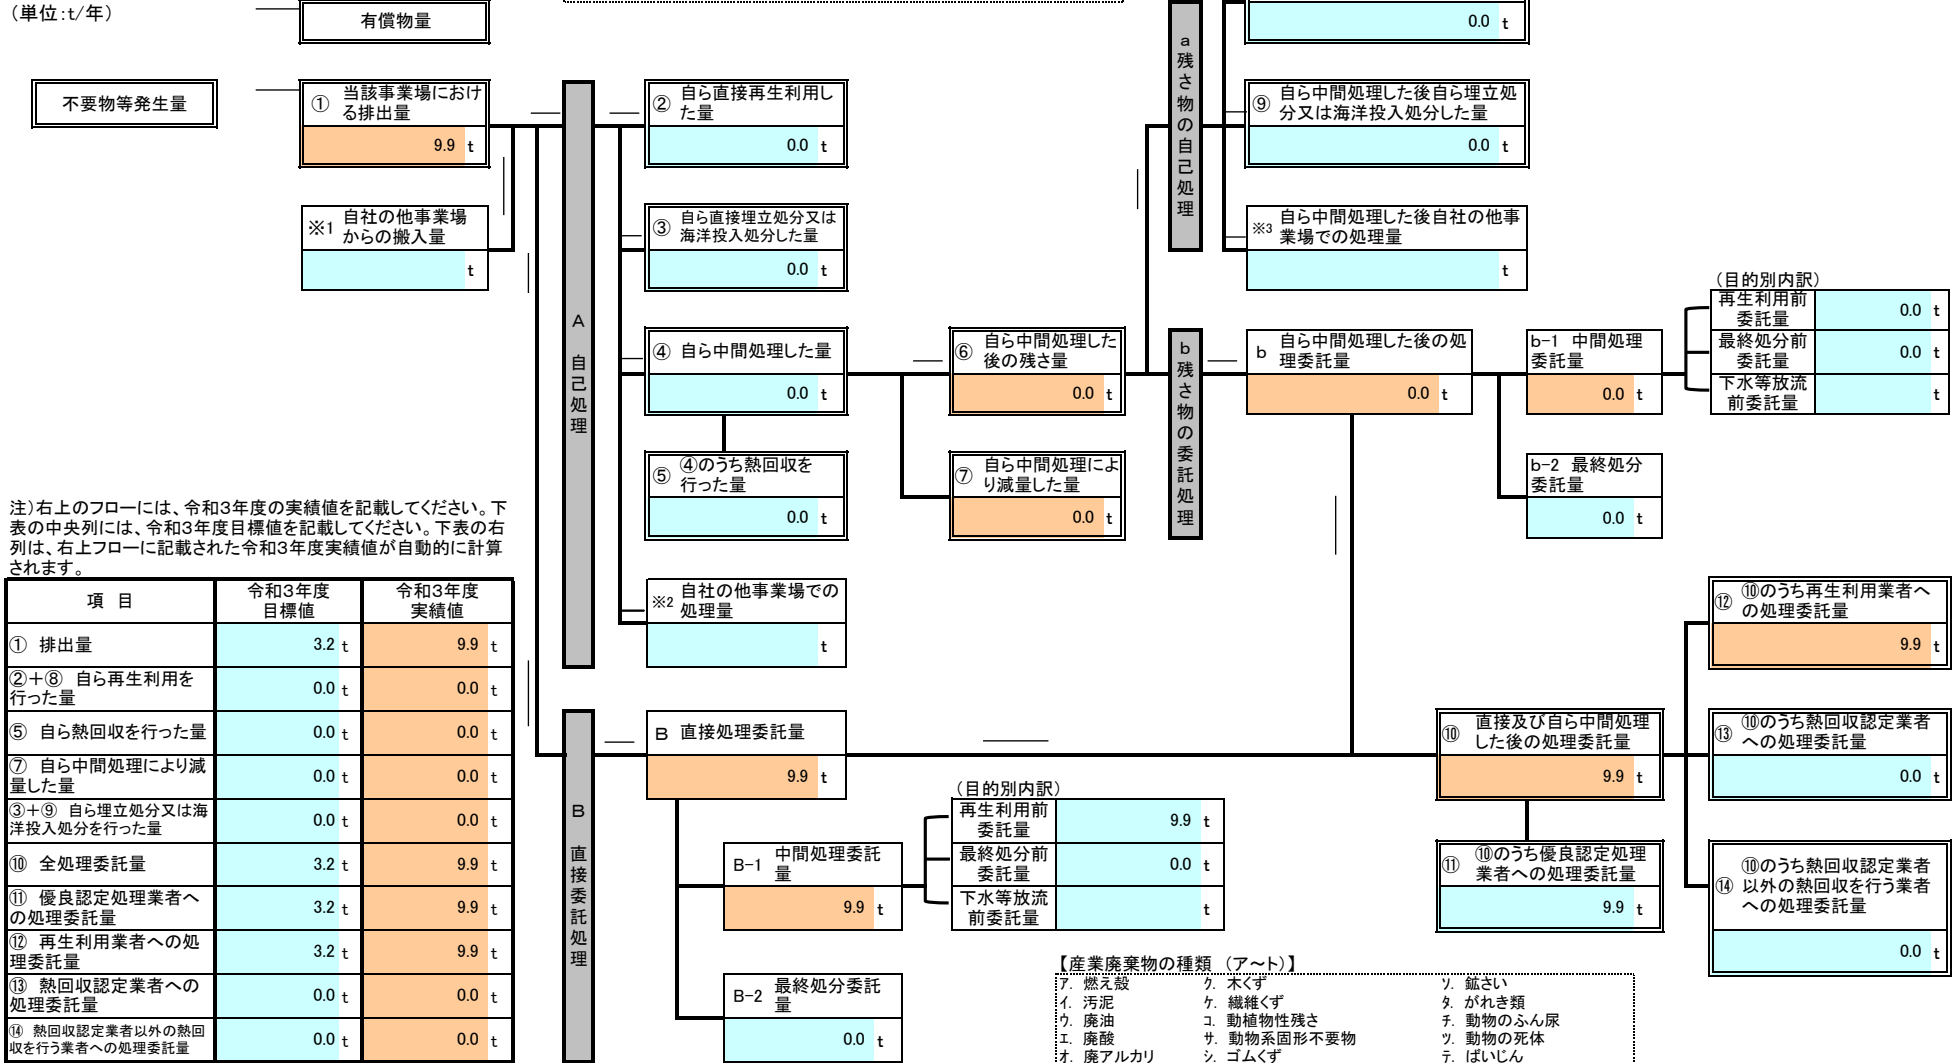 （単位：t/年）
有償物量
不要物等発生量
① 当該事業場におけ
る排出量
9.9 t
※1 自社の他事業場
からの搬入量
t
A 自己処理
② 自ら直接再生利用し
た量
0.0 t
③ 自ら直接埋立処分又は
海洋投入処分した量
0.0 t
④ 自ら中間処理した量
0.0 t
⑤ ④のうち熱回収を
行った量
0.0 t
※2 自社の他事業場での
処理量
t
⑥ 自ら中間処理した
後の残さ量
0.0 t
⑦ 自ら中間処理によ
り減量した量
0.0 t
a 残さ物の自己処理
0.0 t
⑨ 自ら中間処理した後自ら埋立処
分又は海洋投入処分した量
0.0 t
※3 自ら中間処理した後自社の他事
業場での処理量
t
b 残さ物の委託処理
b 自ら中間処理した後の処
理委託量
0.0 t
b-1 中間処理
委託量
0.0 t
b-2 最終処分
委託量
0.0 t
（目的別内訳）
再生利用前
委託量 0.0 t
最終処分前
委託量 0.0 t
下水等放流
前委託量 t
注）右上のフローには、令和3年度の実績値を記載してください。下
表の中央列には、令和3年度目標値を記載してください。下表の右
列は、右上フローに記載された令和3年度実績値が自動的に計算
されます。
項 目 令和3年度 目標値 令和3年度 実績値
① 排出量 3.2 t 9.9 t
②＋⑧ 自ら再生利用を
行った量 0.0 t 0.0 t
⑤ 自ら熱回収を行った量 0.0 t 0.0 t
⑦ 自ら中間処理により減
量した量 0.0 t 0.0 t
③＋⑨ 自ら埋立処分又は海
洋投入処分を行った量 0.0 t 0.0 t
⑩ 全処理委託量 3.2 t 9.9 t
⑪ 優良認定処理業者へ
の処理委託量 3.2 t 9.9 t
⑫ 再生利用業者への処
理委託量 3.2 t 9.9 t
⑬ 熱回収認定業者への
処理委託量 0.0 t 0.0 t
⑭ 熱回収認定業者以外の熱回
収を行う業者への処理委託量 0.0 t 0.0 t
B 直接委託処理
B 直接処理委託量
9.9 t
B-1 中間処理委託
量
9.9 t
B-2 最終処分委託
量
0.0 t
（目的別内訳）
再生利用前
委託量 9.9 t
最終処分前
委託量 0.0 t
下水等放流
前委託量 t
⑩ 直接及び自ら中間処理
した後の処理委託量
9.9 t
⑪ ⑩のうち優良認定処理
業者への処理委託量
9.9 t
⑫ ⑩のうち再生利用業者へ
の処理委託量
9.9 t
⑬ ⑩のうち熱回収認定業者
への処理委託量
0.0 t
⑭ ⑩のうち熱回収認定業者
以外の熱回収を行う業者
への処理委託量
0.0 t
【産業廃棄物の種類 （ア～ト）】
ア. 燃え殻 ク. 木くず ソ. 鉱さい
イ. 汚泥 ケ. 繊維くず タ. がれき類
ウ. 廃油 コ. 動植物性残さ チ. 動物のふん尿
エ. 廃酸 サ. 動物系固形不要物 ツ. 動物の死体
オ. 廃アルカリ シ. ゴムくず テ. ばいじん